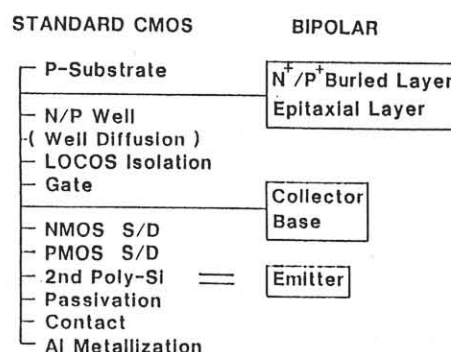 STANDARD CMOS BIPOLAR
P-Substrate
N+/P+ Buried Layer
Epitaxial Layer
N/P Well
( Well Diffusion )
LOCOS Isolation
Gate
Collector
Base
NMOS S/D
PMOS S/D
2nd Poly-Si
Emitter
Passivation
Contact
Al Metallization